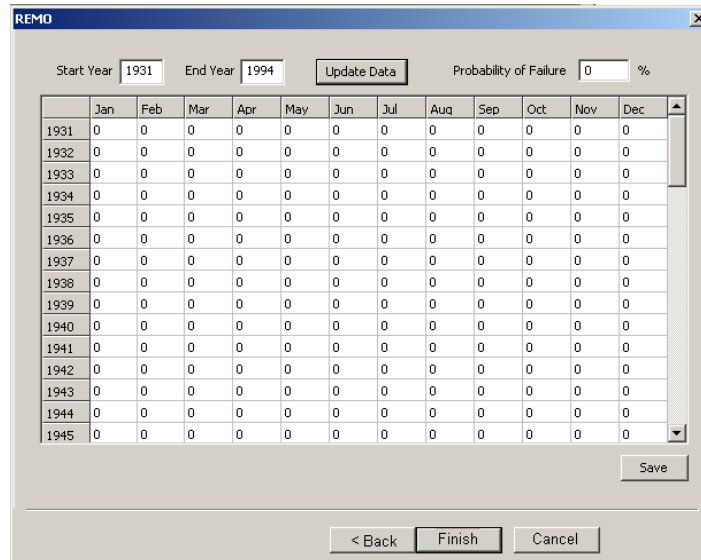 REMO
Start Year 1931 End Year 1994 Update Data Probability of Failure 0 %
Jan Feb Mar Apr May Jun Jul Aug Sep Oct Nov Dec
1931 0 0 0 0 0 0 0 0 0 0 0 0
1932 0 0 0 0 0 0 0 0 0 0 0 0
1933 0 0 0 0 0 0 0 0 0 0 0 0
1934 0 0 0 0 0 0 0 0 0 0 0 0
1935 0 0 0 0 0 0 0 0 0 0 0 0
1936 0 0 0 0 0 0 0 0 0 0 0 0
1937 0 0 0 0 0 0 0 0 0 0 0 0
1938 0 0 0 0 0 0 0 0 0 0 0 0
1939 0 0 0 0 0 0 0 0 0 0 0 0
1940 0 0 0 0 0 0 0 0 0 0 0 0
1941 0 0 0 0 0 0 0 0 0 0 0 0
1942 0 0 0 0 0 0 0 0 0 0 0 0
1943 0 0 0 0 0 0 0 0 0 0 0 0
1944 0 0 0 0 0 0 0 0 0 0 0 0
1945 0 0 0 0 0 0 0 0 0 0 0 0
Save
< Back Finish Cancel